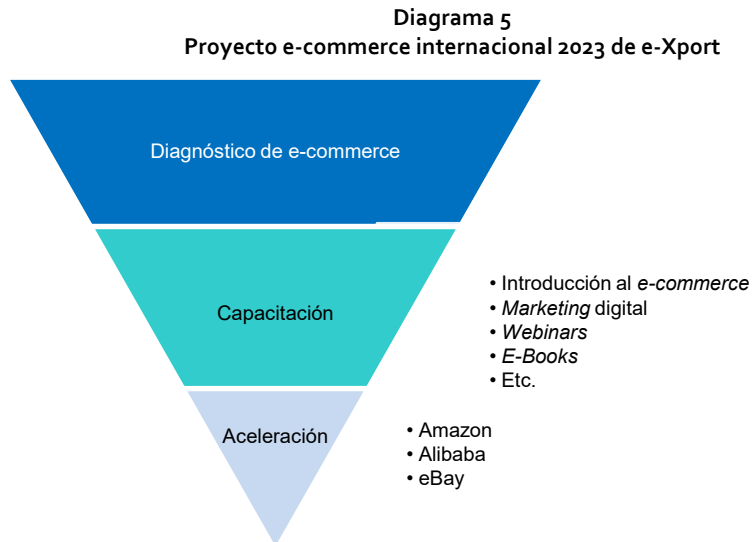 Diagrama 5
Proyecto e-commerce internacional 2023 de e-Xport
Diagnóstico de e-commerce
Capacitación
• Introducción al e-commerce
• Marketing digital
• Webinars
• E-Books
• Etc.
Aceleración
• Amazon
• Alibaba
• eBay